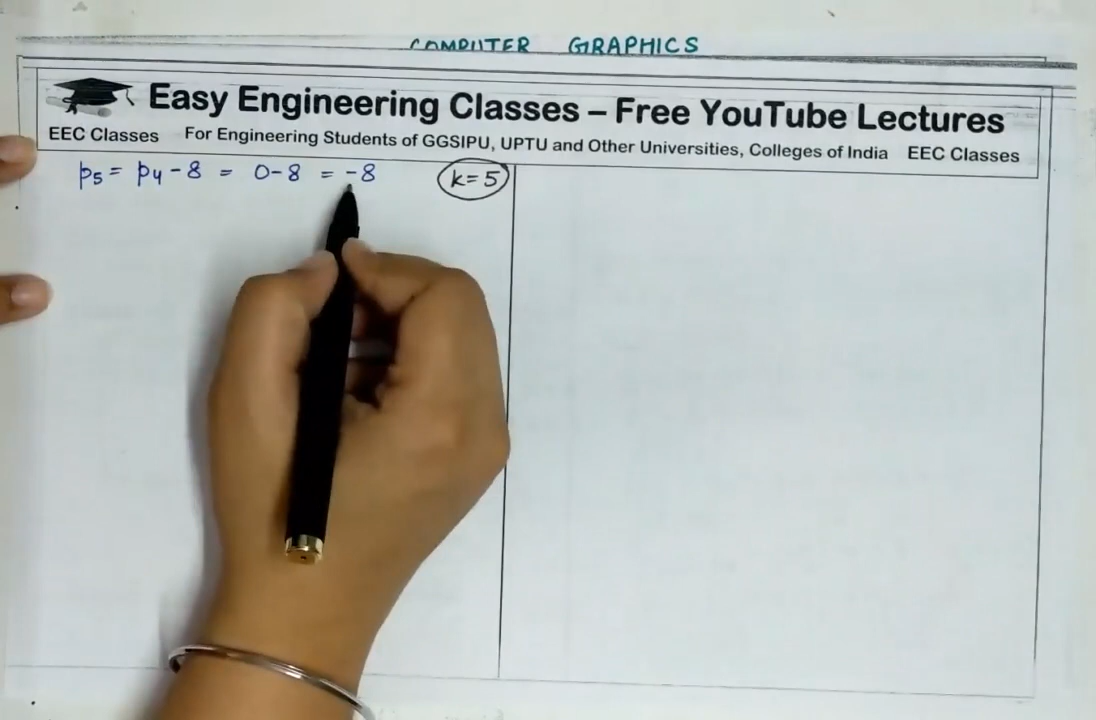 COMPUTER GRAPHICS
Easy Engineering Classes – Free YouTube Lectures
EEC Classes For Engineering Students of GGSIPU, UPTU and Other Universities, Colleges of India EEC Classes
p5 = p4 - 8 = 0 - 8 = -8 k=5